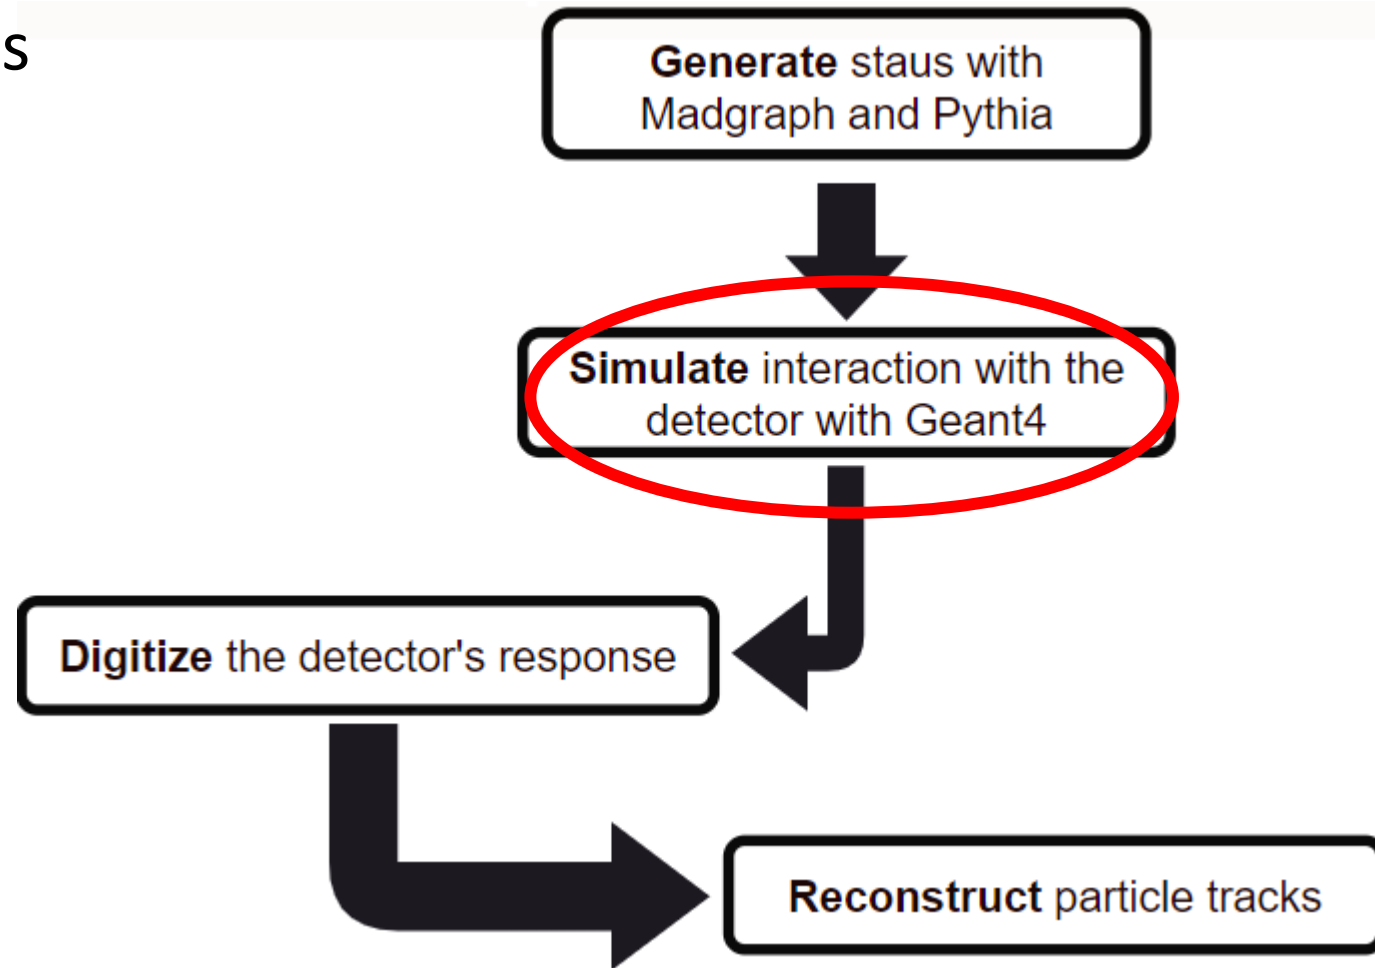 s
Generate staus with
Madgraph and Pythia
Simulate interaction with the
detector with Geant4
Digitize the detector's response
Reconstruct particle tracks